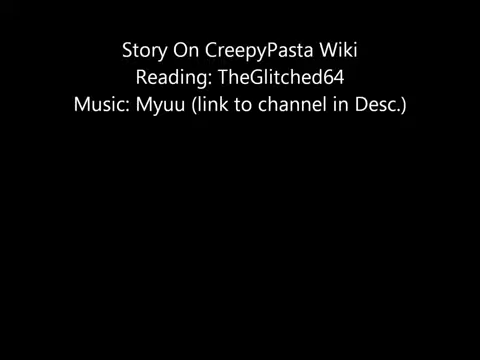 Story On CreepyPasta Wiki
Reading: TheGlitched64
Music: Myuu (link to channel in Desc.)